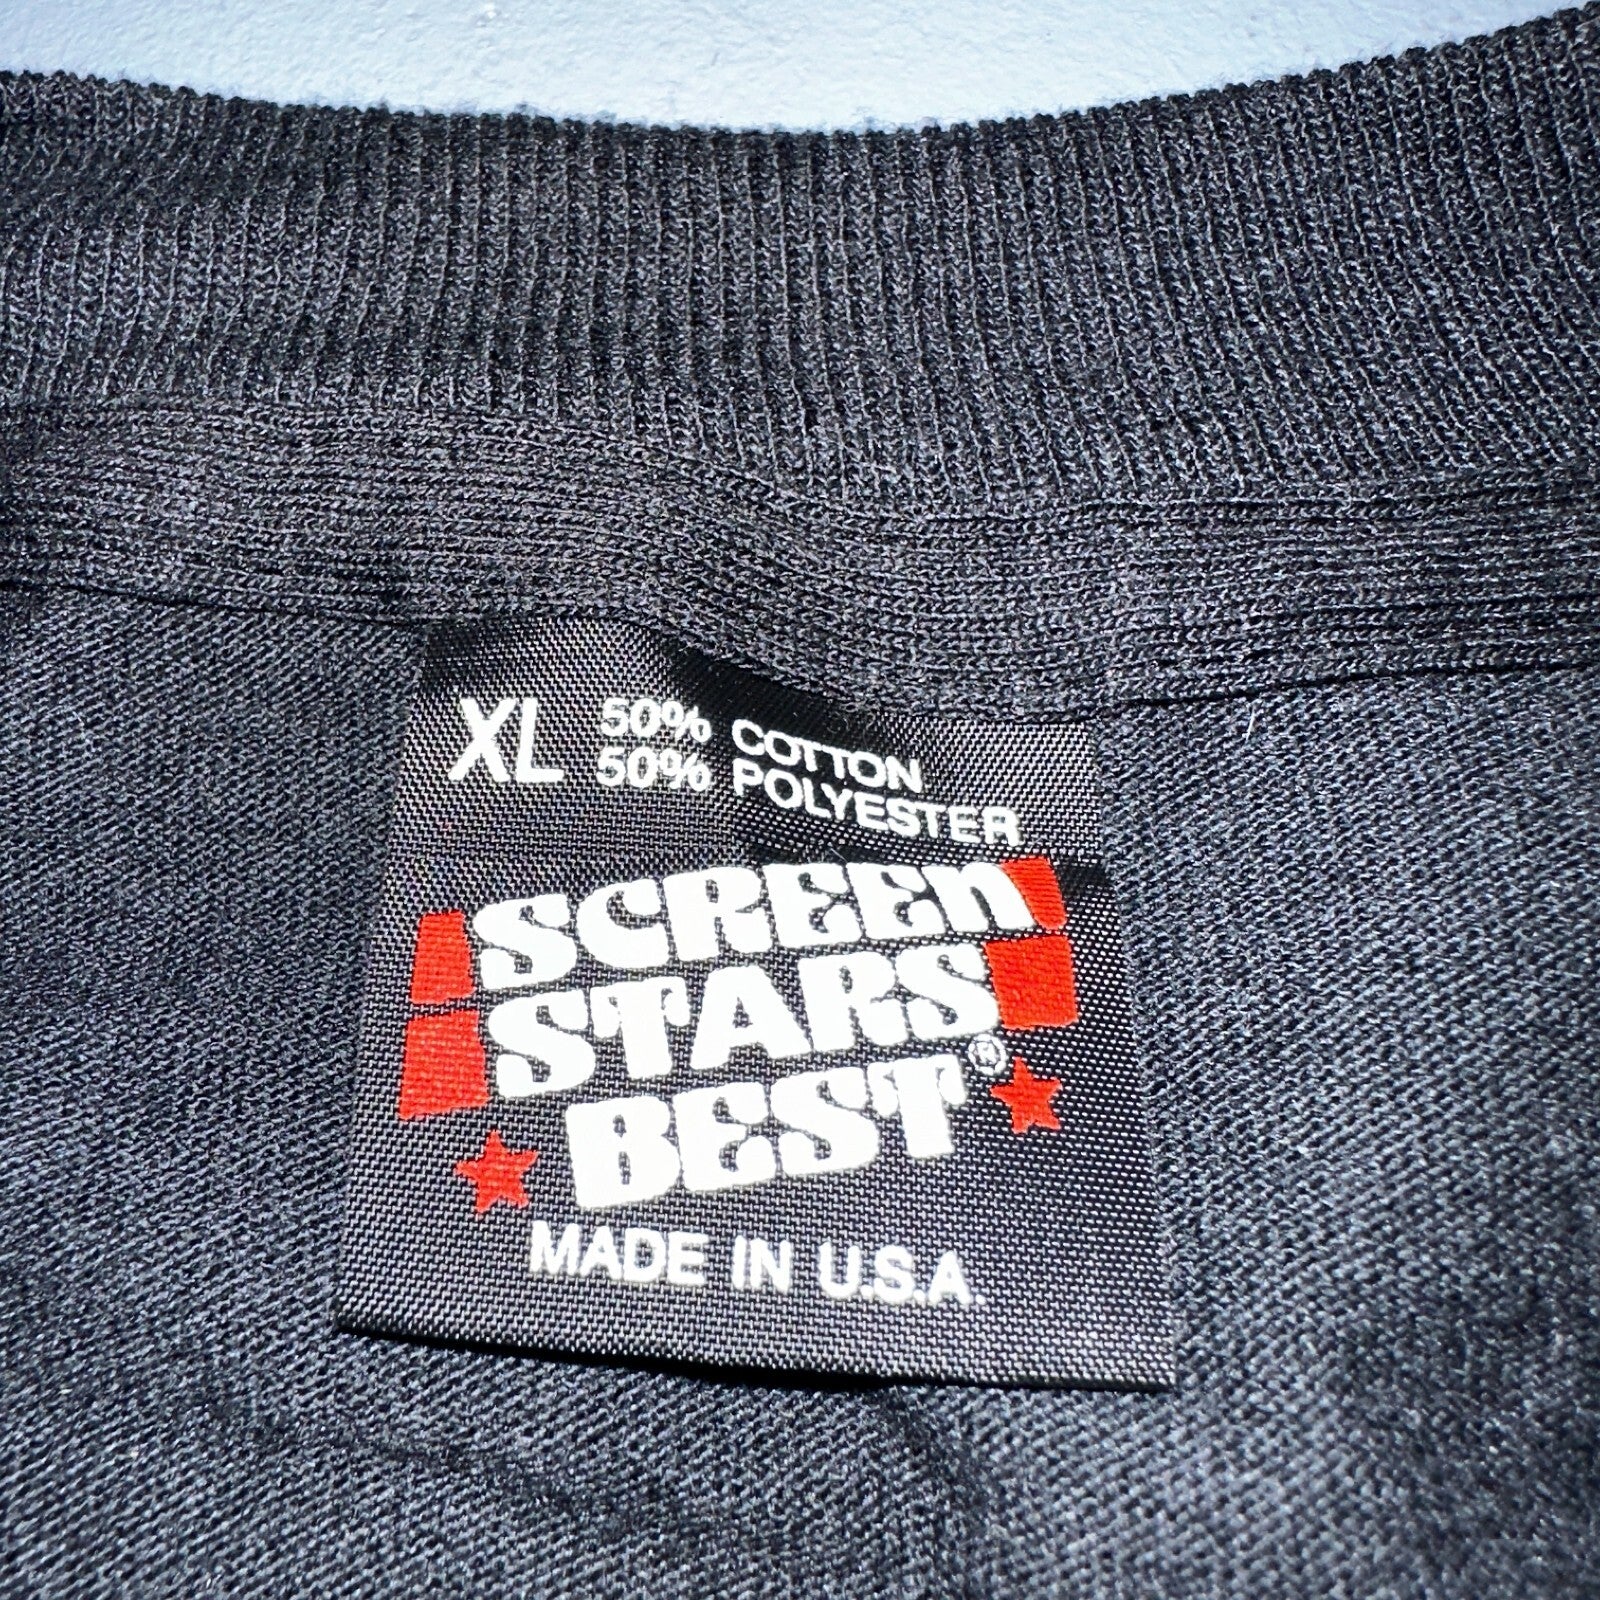 XL 50% COTTON
50% POLYESTER
SCREEN
STARS
BEST®
MADE IN U.S.A.